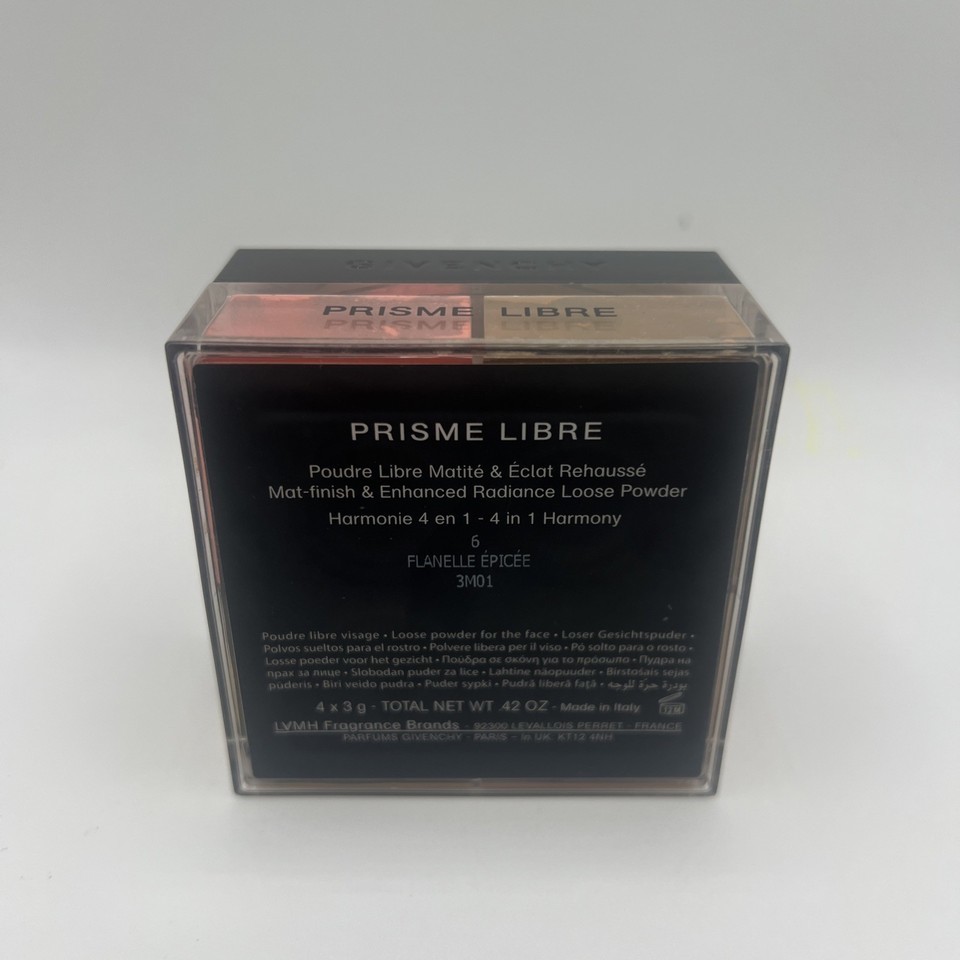 GIVENCHY
PRISME LIBRE
PRISME LIBRE
Poudre Libre Matité & Éclat Rehaussé
Mat-finish & Enhanced Radiance Loose Powder
Harmonie 4 en 1 - 4 in 1 Harmony
6
FLANELLE ÉPICÉE
3M01
Poudre libre visage • Loose powder for the face • Loser Gesichtspuder •
Polvos sueltos para el rostro • Polvere libera per il viso • Pó solto para o rosto •
Losse poeder voor het gezicht • Πούδρα σε σκόνη για το πρόσωπο • Пудра на
прах за лице • Slobodan puder za lice • Lahtine näopuuder • Birstošais sejas
pūderis • Biri veido pudra • Puder sypki • Pudră liberă faţă • بودرة حرة للوجه
4 x 3 g - TOTAL NET WT .42 OZ - Made in Italy 12M
LVMH Fragrance Brands - 92300 LEVALLOIS PERRET - FRANCE
PARFUMS GIVENCHY - PARIS - in UK, KT12 4NH